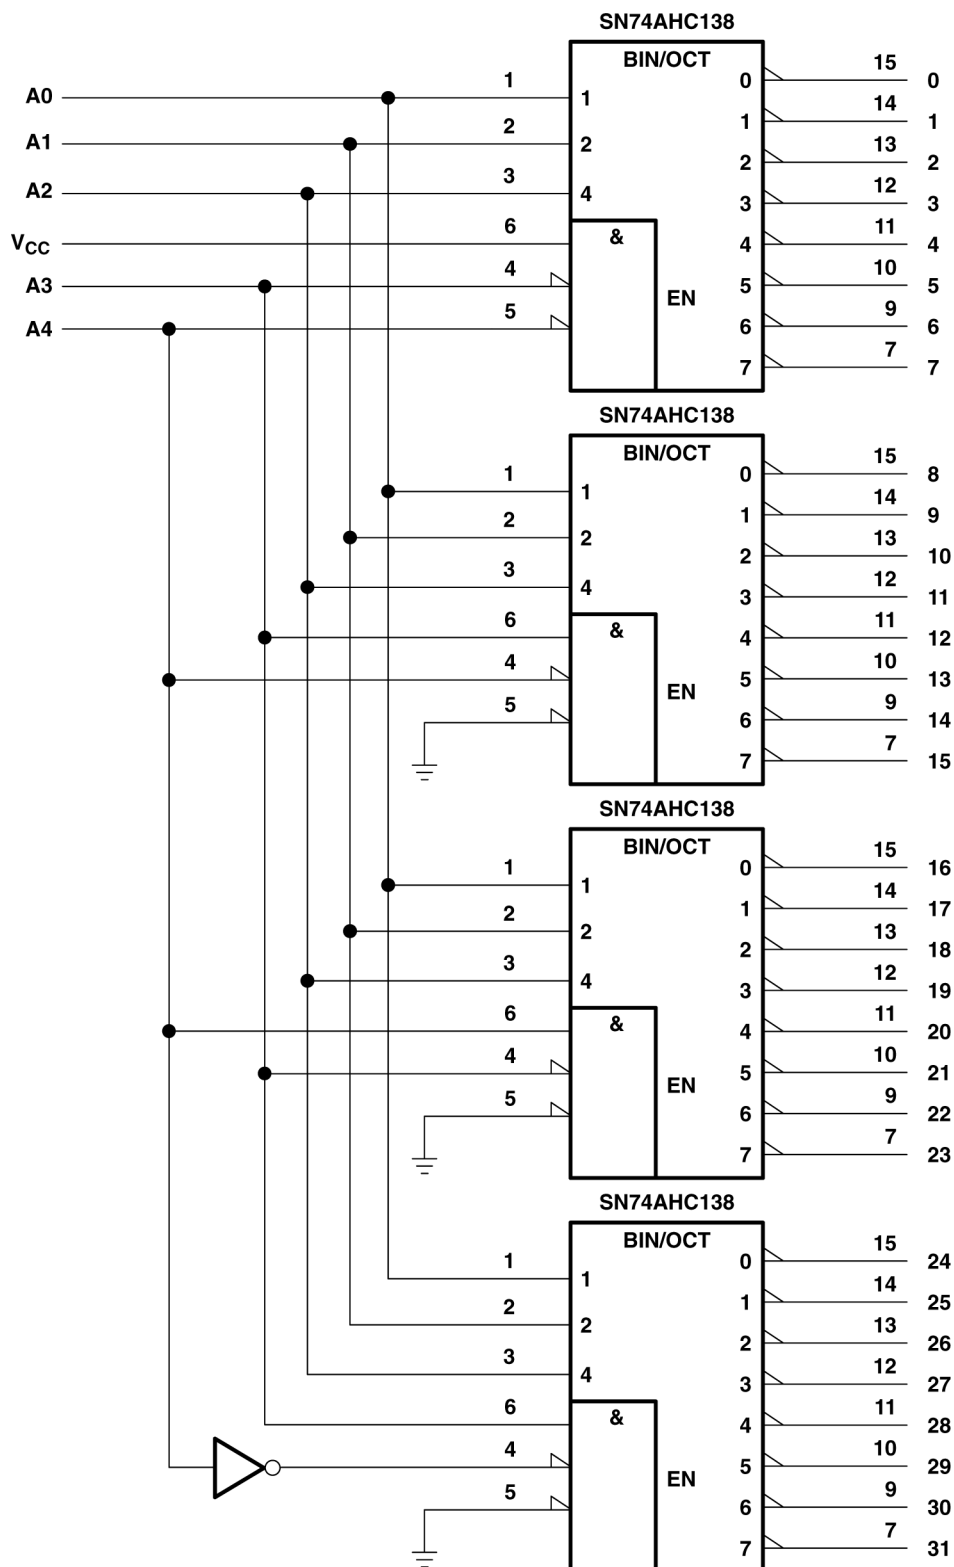 SN74AHC138
BIN/OCT
A0 1 1 0 15 0
A1 2 2 1 14 1
A2 3 4 2 13 2
3 12 3
VCC 6 & 4 11 4
A3 4 EN 5 10 5
A4 5 6 9 6
7 7 7
SN74AHC138
BIN/OCT
1 1 0 15 8
2 2 1 14 9
3 4 2 13 10
3 12 11
6 & 4 11 12
4 EN 5 10 13
5 6 9 14
7 7 15
SN74AHC138
BIN/OCT
1 1 0 15 16
2 2 1 14 17
3 4 2 13 18
3 12 19
6 & 4 11 20
4 EN 5 10 21
5 6 9 22
7 7 23
SN74AHC138
BIN/OCT
1 1 0 15 24
2 2 1 14 25
3 4 2 13 26
3 12 27
6 & 4 11 28
4 EN 5 10 29
5 6 9 30
7 7 31